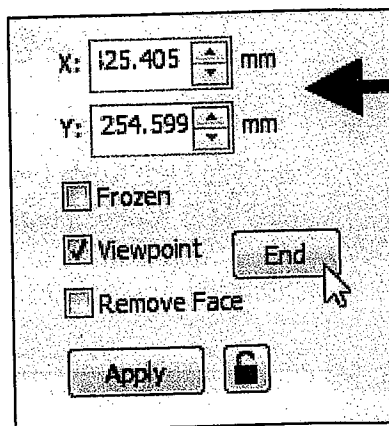 X: 125.405 mm
Y: 254.599 mm
Frozen
Viewpoint End
Remove Face
Apply